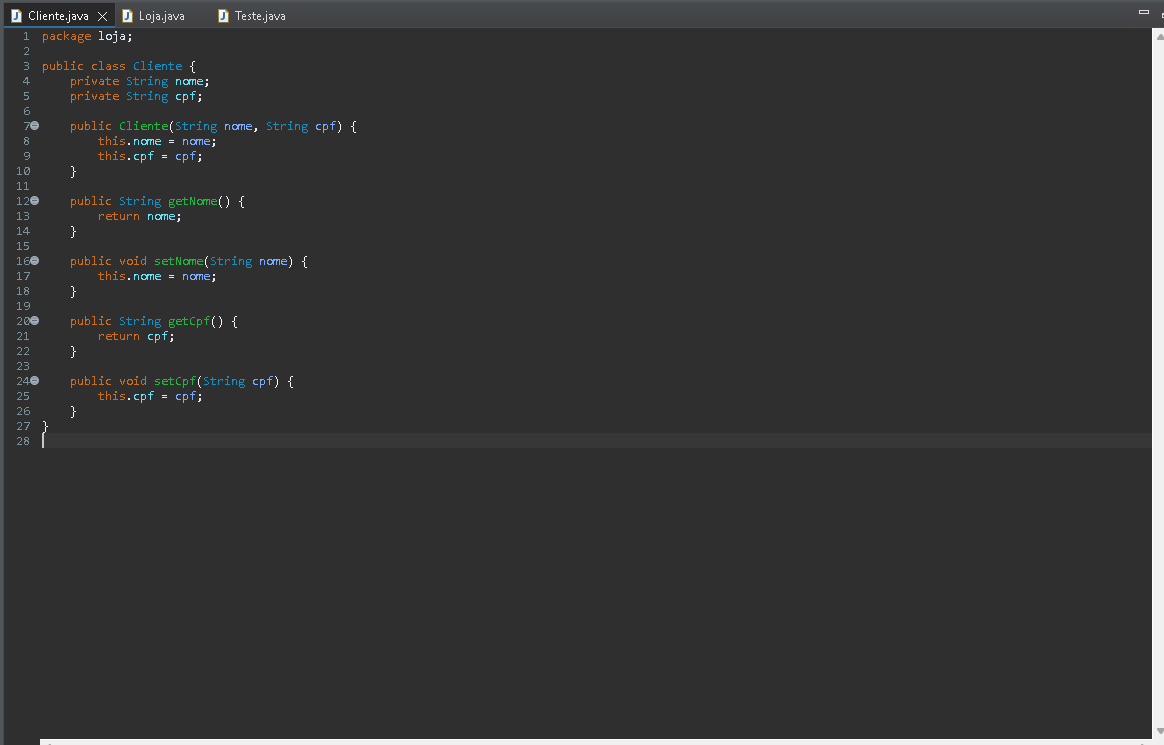 Cliente.java Loja.java Teste.java
1 package loja;
2
3 public class Cliente {
4     private String nome;
5     private String cpf;
6
7     public Cliente(String nome, String cpf) {
8         this.nome = nome;
9         this.cpf = cpf;
10     }
11
12     public String getNome() {
13         return nome;
14     }
15
16     public void setNome(String nome) {
17         this.nome = nome;
18     }
19
20     public String getCpf() {
21         return cpf;
22     }
23
24     public void setCpf(String cpf) {
25         this.cpf = cpf;
26     }
27 }
28